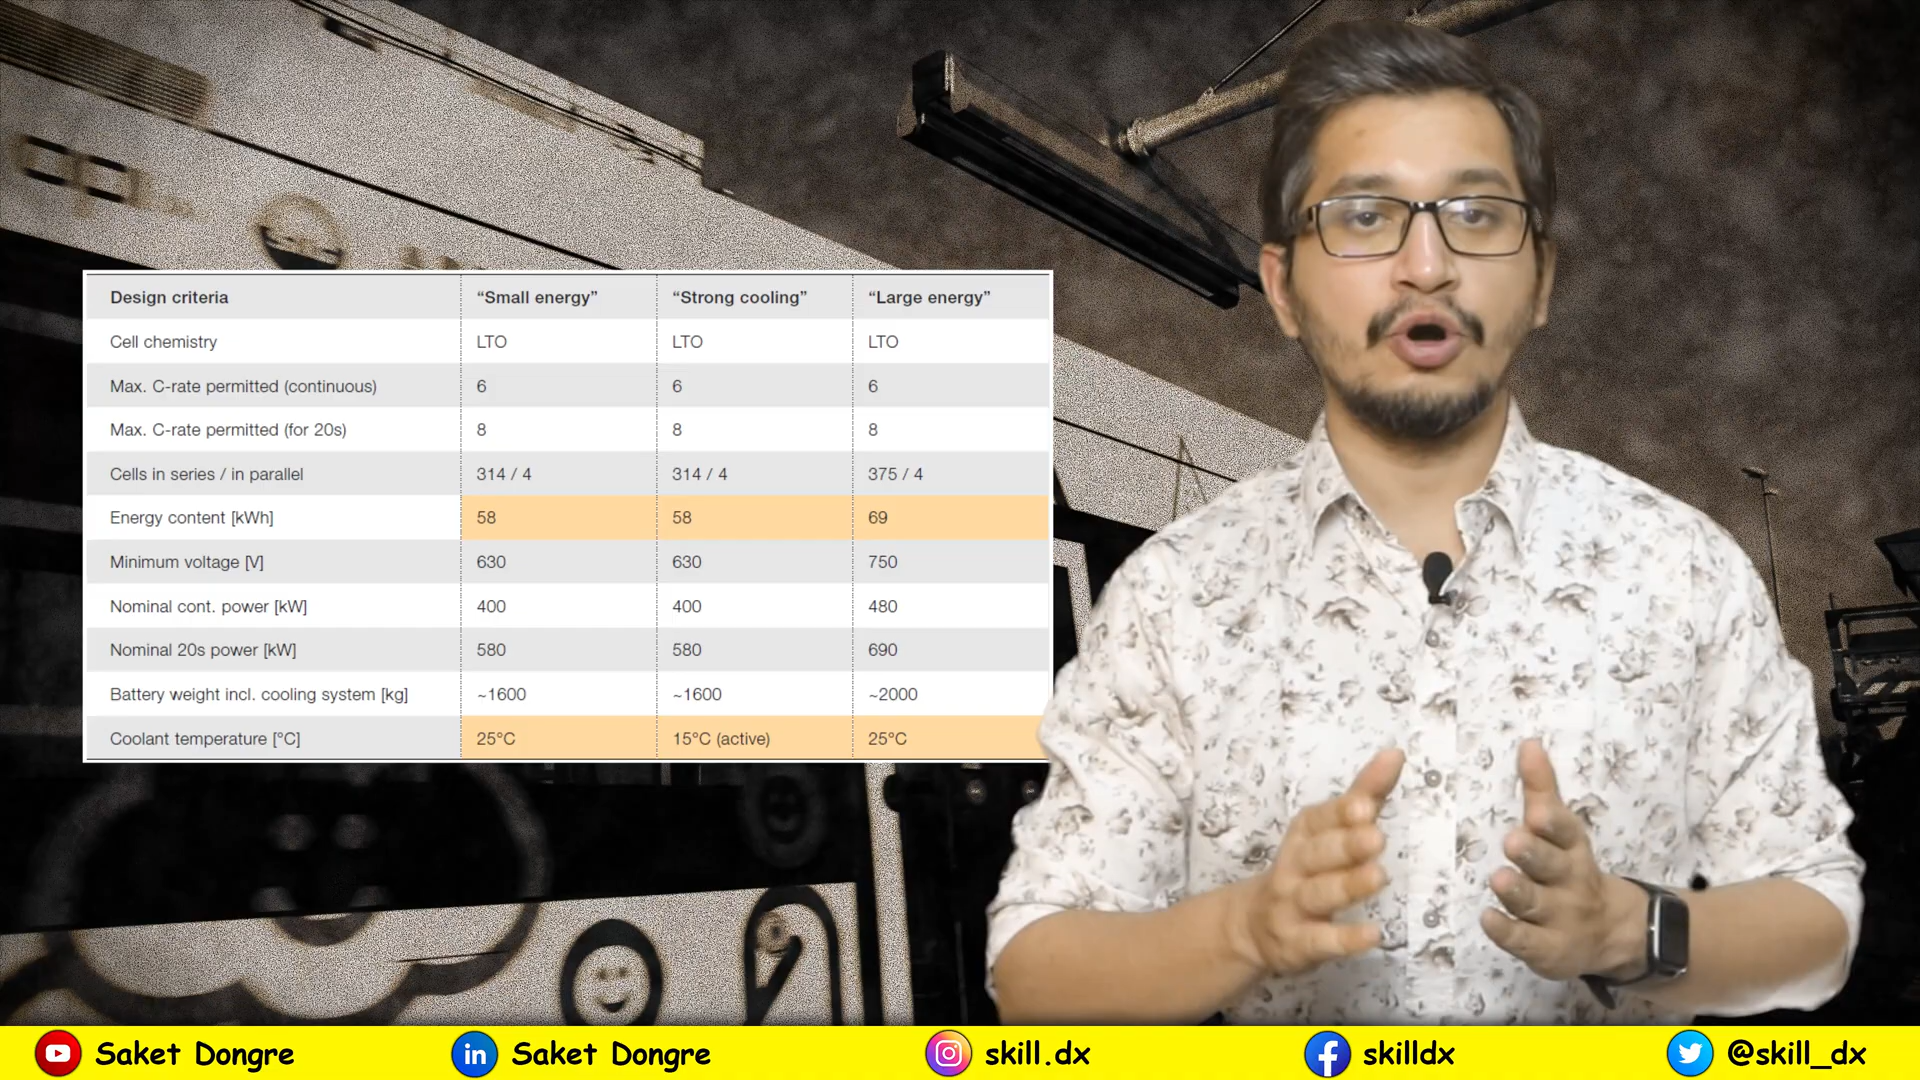 Design criteria “Small energy” “Strong cooling” “Large energy”
Cell chemistry LTO LTO LTO
Max. C-rate permitted (continuous) 6 6 6
Max. C-rate permitted (for 20s) 8 8 8
Cells in series / in parallel 314 / 4 314 / 4 375 / 4
Energy content [kWh] 58 58 69
Minimum voltage [V] 630 630 750
Nominal cont. power [kW] 400 400 480
Nominal 20s power [kW] 580 580 690
Battery weight incl. cooling system [kg] ~1600 ~1600 ~2000
Coolant temperature [°C] 25°C 15°C (active) 25°C
Saket Dongre in Saket Dongre skill.dx skilldx @skill_dx